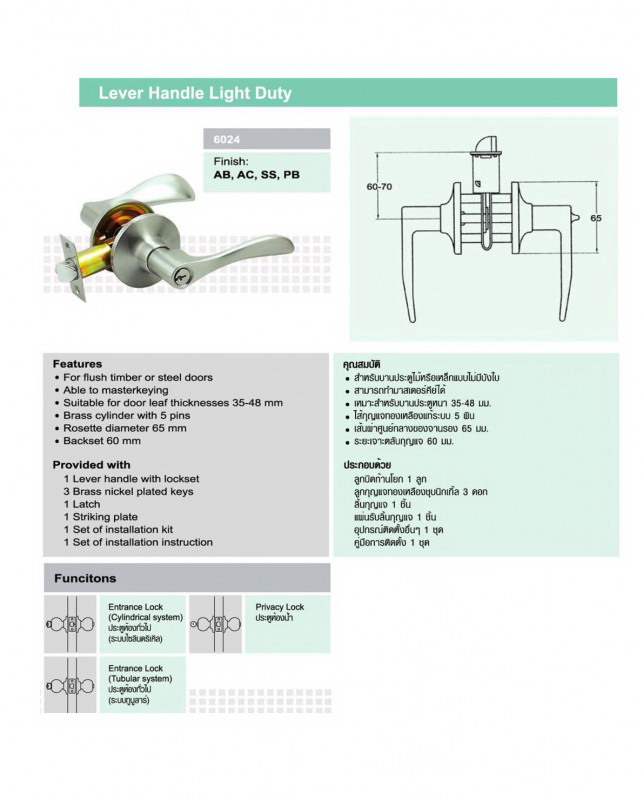 Lever Handle Light Duty
6024
Finish:
AB, AC, SS, PB
60-70
65
Features
• For flush timber or steel doors
• Able to masterkeying
• Suitable for door leaf thicknesses 35-48 mm
• Brass cylinder with 5 pins
• Rosette diameter 65 mm
• Backset 60 mm
Provided with
1 Lever handle with lockset
3 Brass nickel plated keys
1 Latch
1 Striking plate
1 Set of installation kit
1 Set of installation instruction
คุณสมบัติ
• สำหรับบานประตูไม้หรือเหล็กแบบไม่มีบังใบ
• สามารถทำมาสเตอร์คีย์ได้
• เหมาะสำหรับบานประตูหนา 35-48 มม.
• ไส้กุญแจทองเหลืองแท้ระบบ 5 พิน
• เส้นผ่าศูนย์กลางของจานรอง 65 มม.
• ระยะเจาะตลับกุญแจ 60 มม.
ประกอบด้วย
ลูกบิดก้านโยก 1 ลูก
ลูกกุญแจทองเหลืองชุบนิกเกิ้ล 3 ดอก
ลิ้นกุญแจ 1 ชิ้น
แผ่นรับลิ้นกุญแจ 1 ชิ้น
อุปกรณ์ติดตั้งอื่นๆ 1 ชุด
คู่มือการติดตั้ง 1 ชุด
Funcitons
Entrance Lock
(Cylindrical system)
ประตูห้องทั่วไป
(ระบบไซลินดริเคิล)
Privacy Lock
ประตูห้องน้ำ
Entrance Lock
(Tubular system)
ประตูห้องทั่วไป
(ระบบทูบูลาร์)